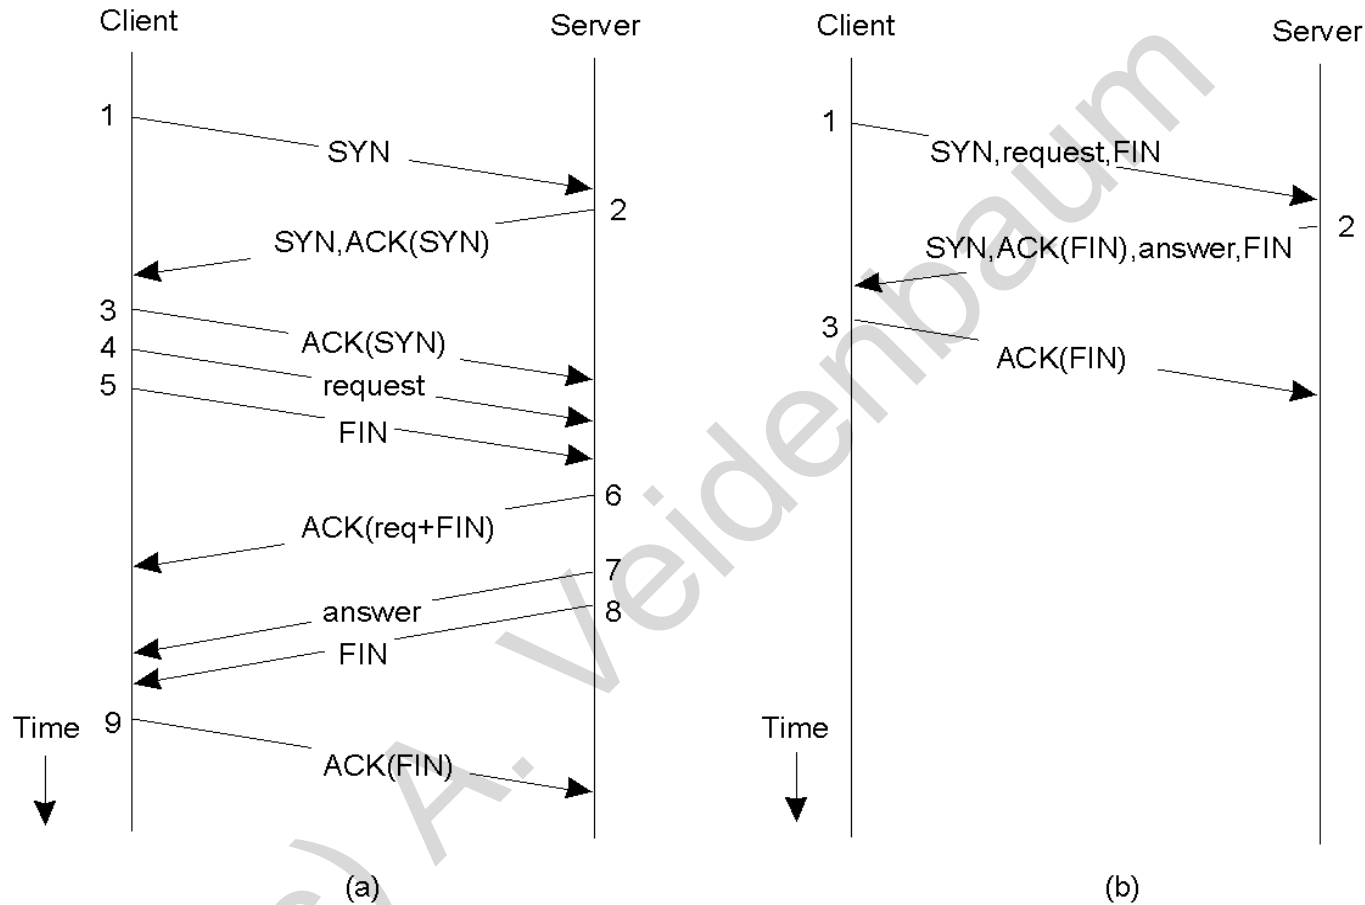 Client
Server
1
SYN
2
SYN,ACK(SYN)
3
ACK(SYN)
4
request
5
FIN
6
ACK(req+FIN)
7
answer
8
FIN
9
Time
ACK(FIN)
(a)
Client
Server
1
SYN,request,FIN
2
SYN,ACK(FIN),answer,FIN
3
ACK(FIN)
Time
(b)
) A. Veidenbaum